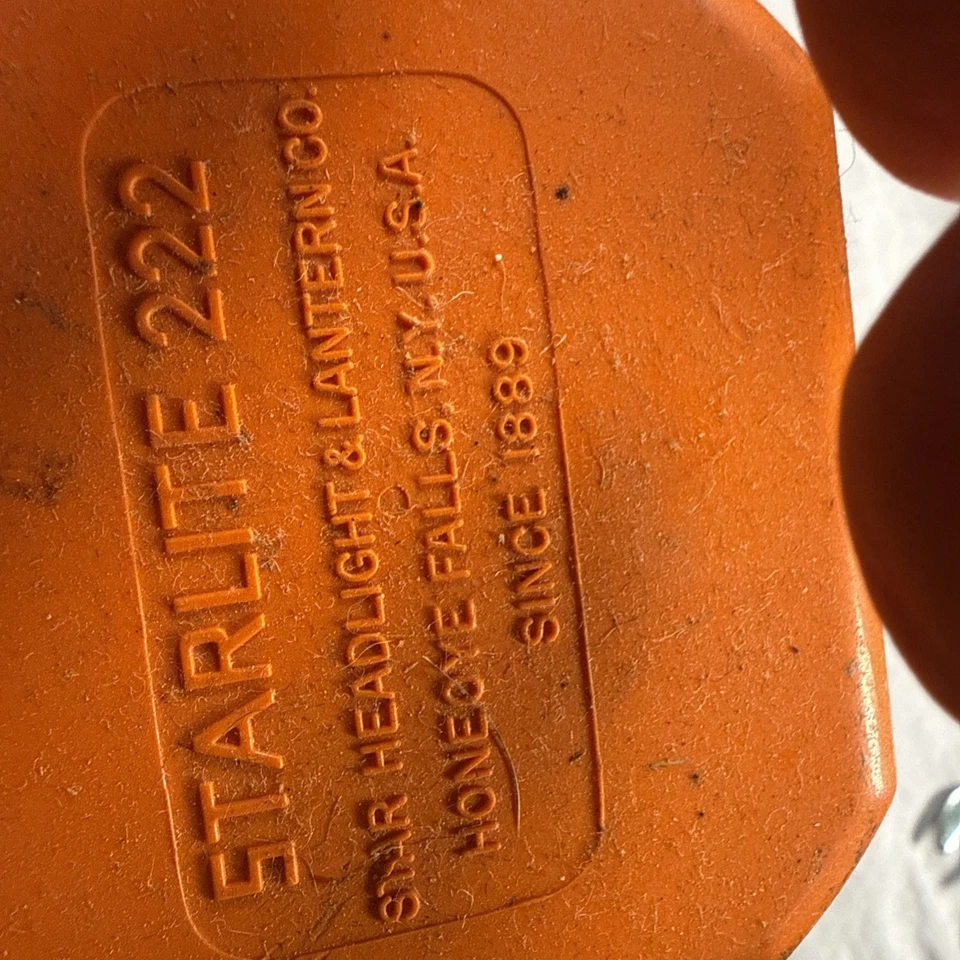 STARLITE 222
STAR HEADLIGHT & LANTERN CO.
HONEOYE FALLS, N.Y. U.S.A.
SINCE 1889